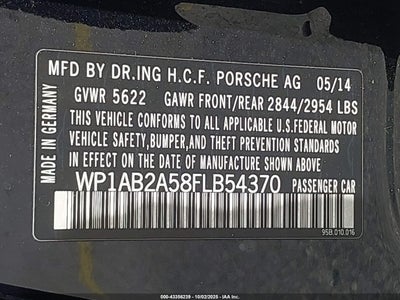 MFD BY DR.ING H.C.F. PORSCHE AG 05/14
GVWR 5622 GAWR FRONT/REAR 2844/2954 LBS
THIS VEHICLE CONFORMS TO ALL APPLICABLE
U.S.FEDERAL MOTOR
VEHICLE SAFETY,BUMPER,AND THEFT PREVENTION STANDARDS
IN EFFECT ON THE DATE OF MANUFACTURE SHOWN ABOVE
WP1AB2A58FLB54370 PASSENGER CAR
MADE IN GERMANY
95B.010.016
000-43356239 - 10/02/2025 - IAA IMAGE SERVICES